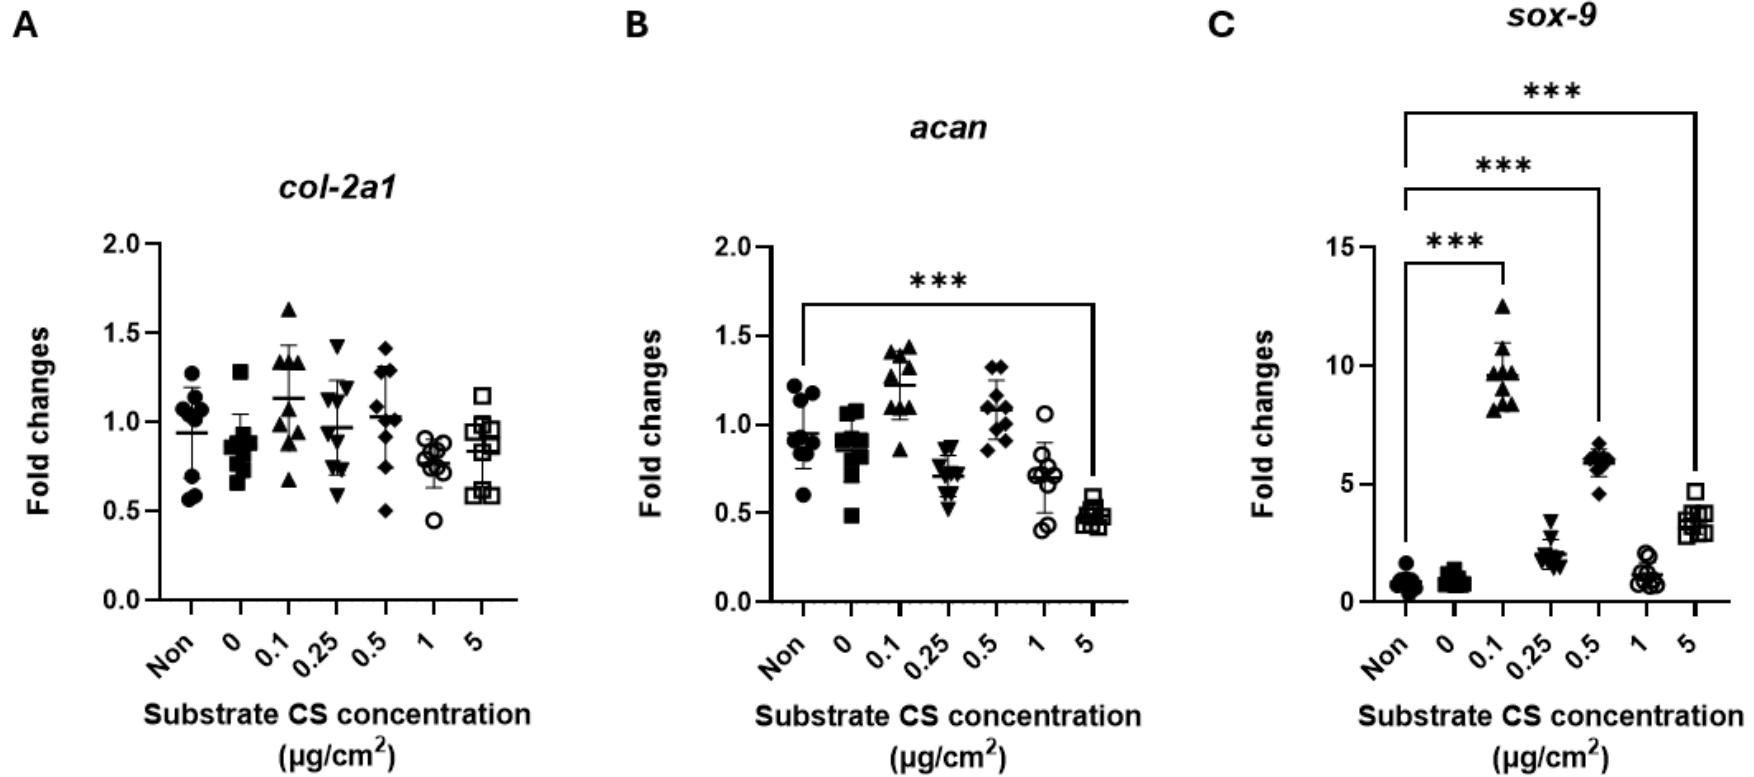 A
col-2a1
Fold changes
2.0
1.5
1.0
0.5
0.0
Non
0
0.1
0.25
0.5
1
5
Substrate CS concentration
(µg/cm²)
B
acan
Fold changes
2.0
1.5
1.0
0.5
0.0
***
Non
0
0.1
0.25
0.5
1
5
Substrate CS concentration
(µg/cm²)
C
sox-9
Fold changes
15
10
5
0
***
***
***
Non
0
0.1
0.25
0.5
1
5
Substrate CS concentration
(µg/cm²)